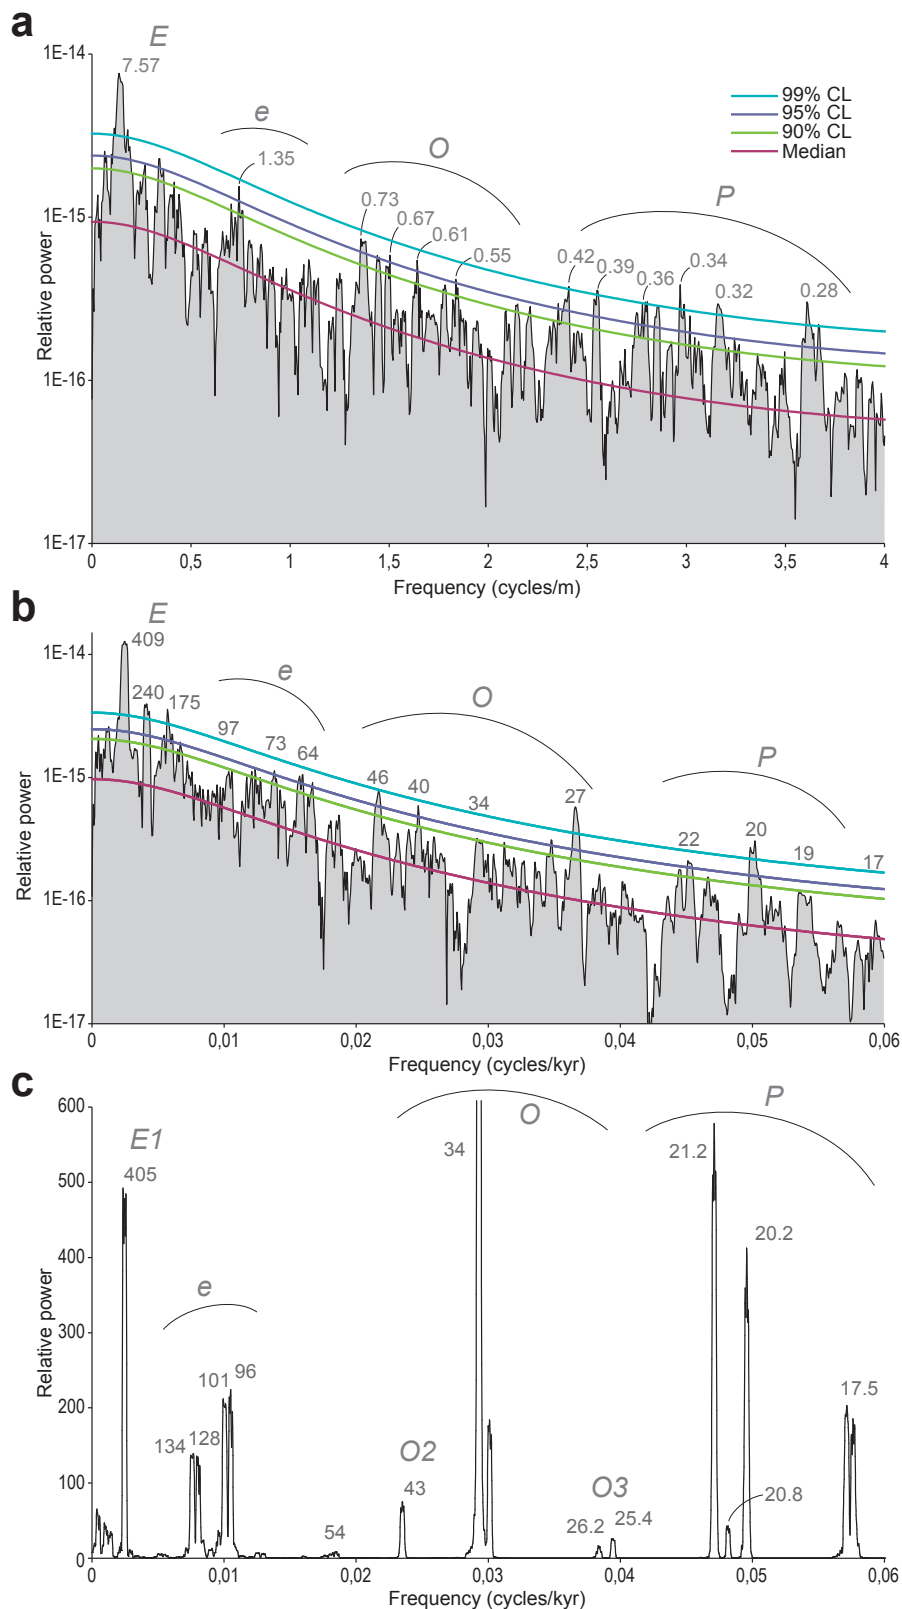 a
E
1E-14
7.57
99% CL
95% CL
90% CL
Median
e
O
1.35
P
1E-15
0.73
0.67
0.61
0.55
0.42
0.39
0.36
0.34
0.32
0.28
Relative power
1E-16
1E-17
0 0,5 1 1,5 2 2,5 3 3,5 4
Frequency (cycles/m)
b
E
1E-14
409
e
O
240
175
97
73
64
P
1E-15
46
40
34
27
22
20
19
17
Relative power
1E-16
1E-17
0 0,01 0,02 0,03 0,04 0,05 0,06
Frequency (cycles/kyr)
c
600
O
P
E1
405
34
21.2
500
20.2
400
e
Relative power
300
101
96
17.5
200
134
128
O2
43
O3
20.8
100
54
26.2
25.4
0
0 0,01 0,02 0,03 0,04 0,05 0,06
Frequency (cycles/kyr)